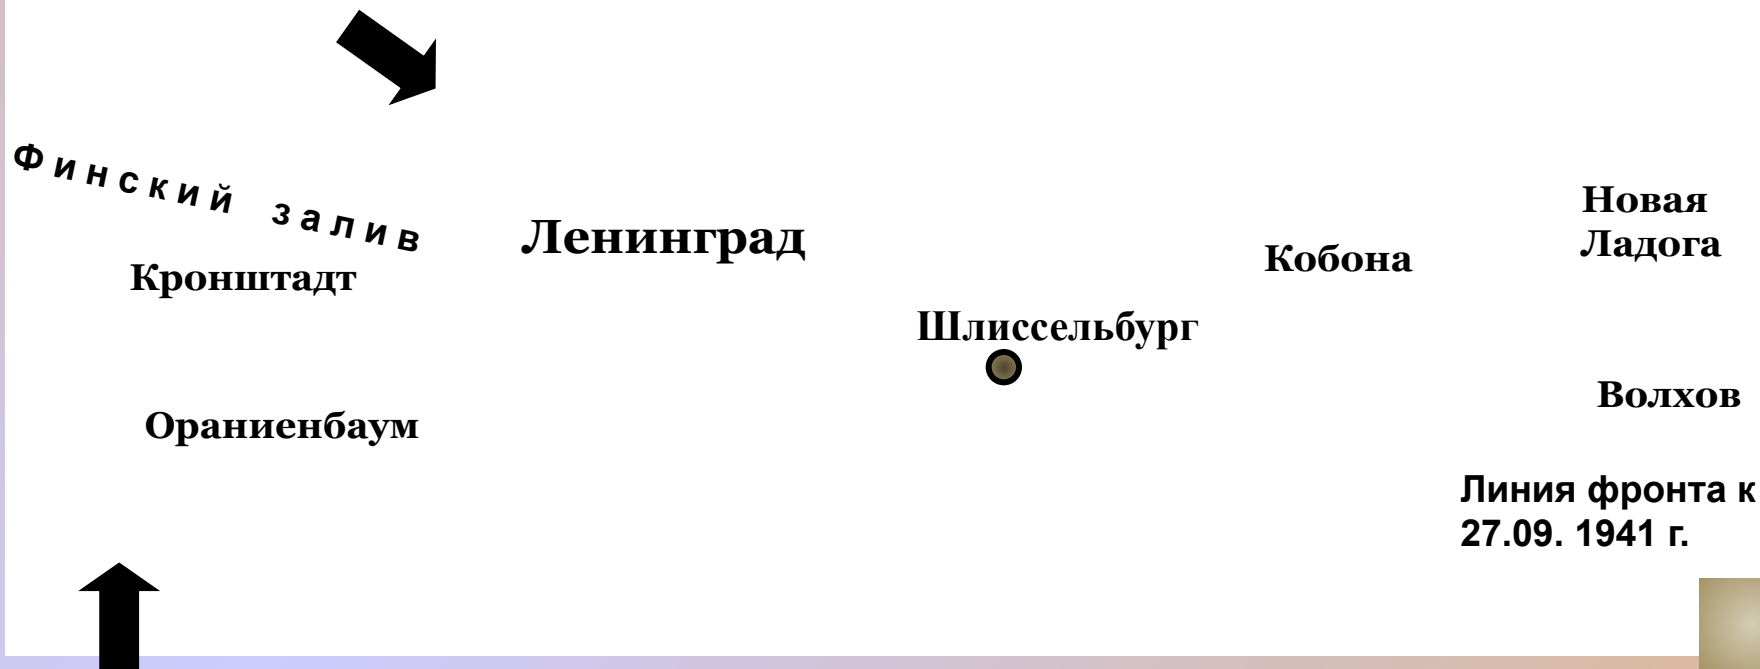 Финский залив
Ленинград
Кронштадт
Новая
Ладога
Кобона
Шлиссельбург
Волхов
Ораниенбаум
Линия фронта к
27.09. 1941 г.